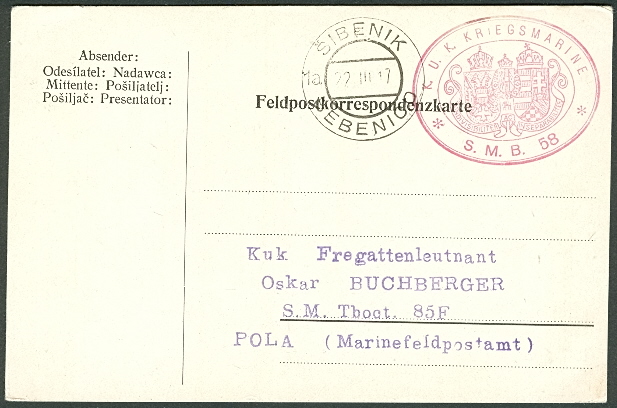 Absender:
Odesílatel: Nadawca:
Mittente: Pošiljatelj:
Pošiljač: Presentator:
ŠIBENIK
1a 22 III 17
SEBENICO
K. U. K. KRIEGSMARINE
* S. M. B. 58 *
Feldpostkorrespondenzkarte
Kuk Fregattenleutnant
Oskar BUCHBERGER
S.M. Tboot. 85F
POLA (Marinefeldpostamt)